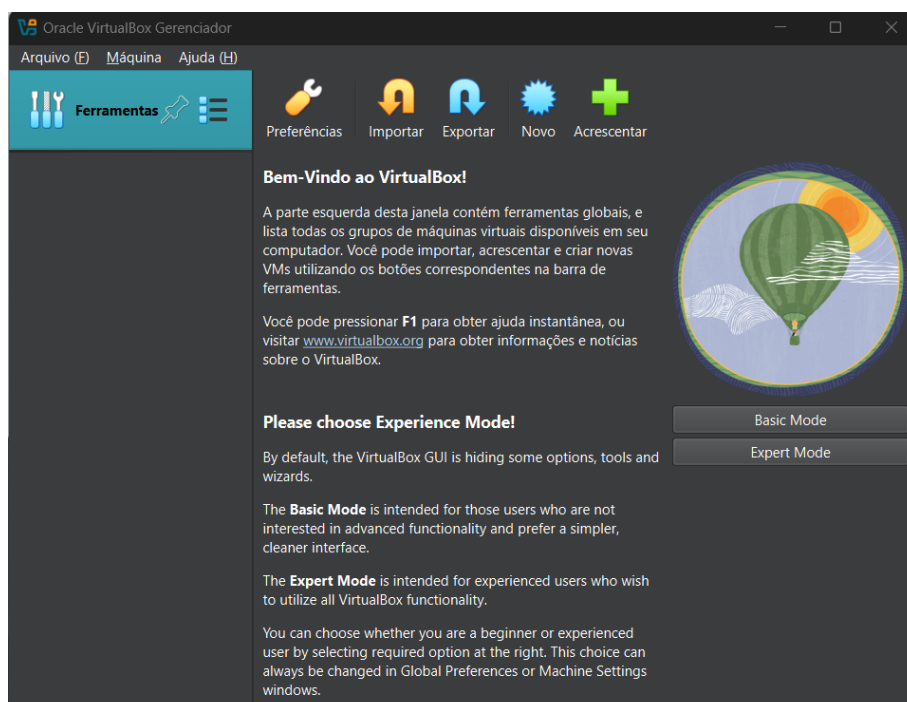 Oracle VirtualBox Gerenciador
Arquivo (F) Máquina Ajuda (H)
Ferramentas
Preferências Importar Exportar Novo Acrescentar
Bem-Vindo ao VirtualBox!
A parte esquerda desta janela contém ferramentas globais, e
lista todas os grupos de máquinas virtuais disponíveis em seu
computador. Você pode importar, acrescentar e criar novas
VMs utilizando os botões correspondentes na barra de
ferramentas.
Você pode pressionar F1 para obter ajuda instantânea, ou
visitar www.virtualbox.org para obter informações e notícias
sobre o VirtualBox.
Please choose Experience Mode!
By default, the VirtualBox GUI is hiding some options, tools and
wizards.
The Basic Mode is intended for those users who are not
interested in advanced functionality and prefer a simpler,
cleaner interface.
The Expert Mode is intended for experienced users who wish
to utilize all VirtualBox functionality.
You can choose whether you are a beginner or experienced
user by selecting required option at the right. This choice can
always be changed in Global Preferences or Machine Settings
windows.
Basic Mode
Expert Mode